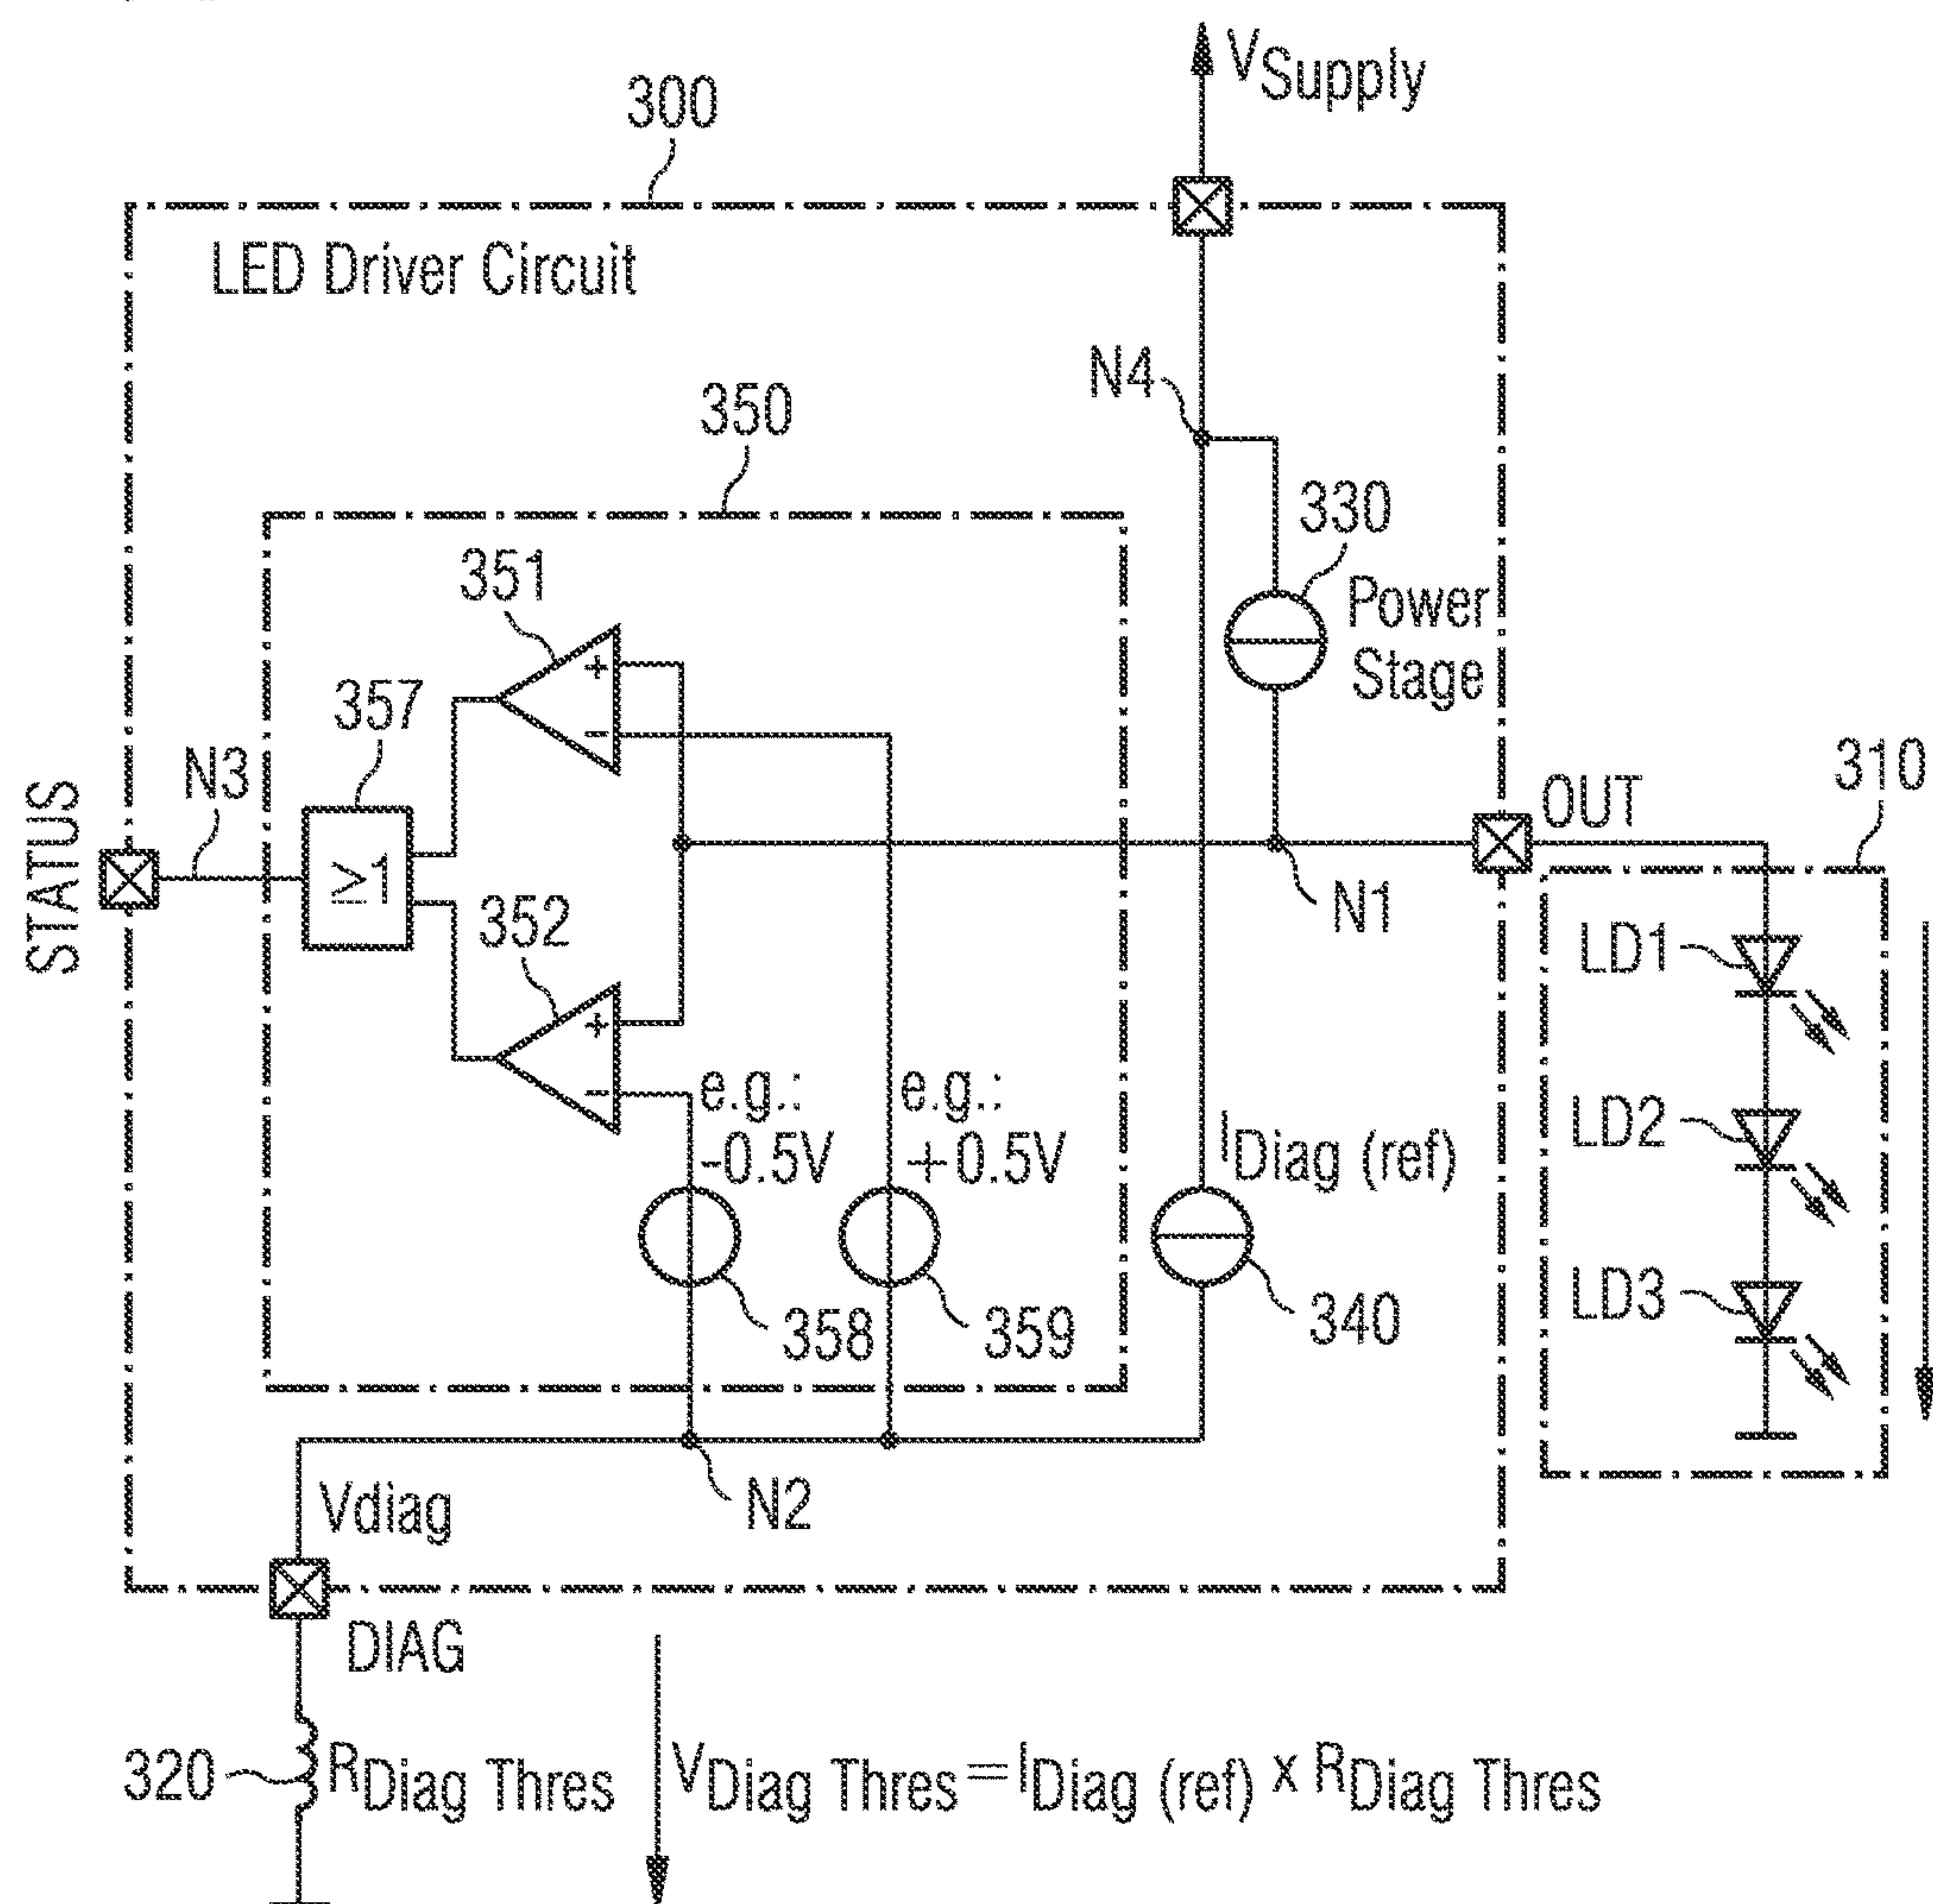 VSupply
300
LED Driver Circuit
N4
350
330
Power
Stage
351
357
N3
STATUS
≥1
+
−
OUT
310
N1
352
+
−
LD1
e.g.:
-0.5V
e.g.:
+0.5V
IDiag (ref)
LD2
LD3
358
359
340
Vdiag
N2
DIAG
320
RDiag Thres
VDiag Thres=IDiag (ref) x RDiag Thres